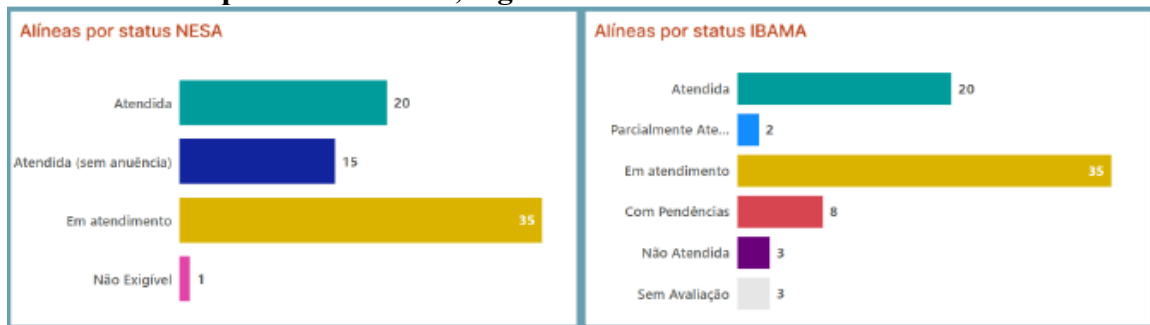 Alíneas por status NESA
Atendida
20
Atendida (sem anuência)
15
Em atendimento
35
Não Exigível
1
Alíneas por status IBAMA
Atendida
20
Parcialmente Ate...
2
Em atendimento
35
Com Pendências
8
Não Atendida
3
Sem Avaliação
3